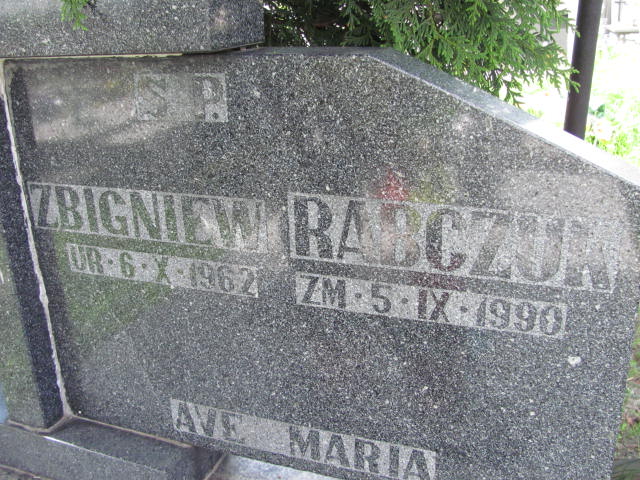 S P.
ZBIGNIEW RABCZUK
UR·6·X·1962 ZM·5·IX·1990
AVE MARIA